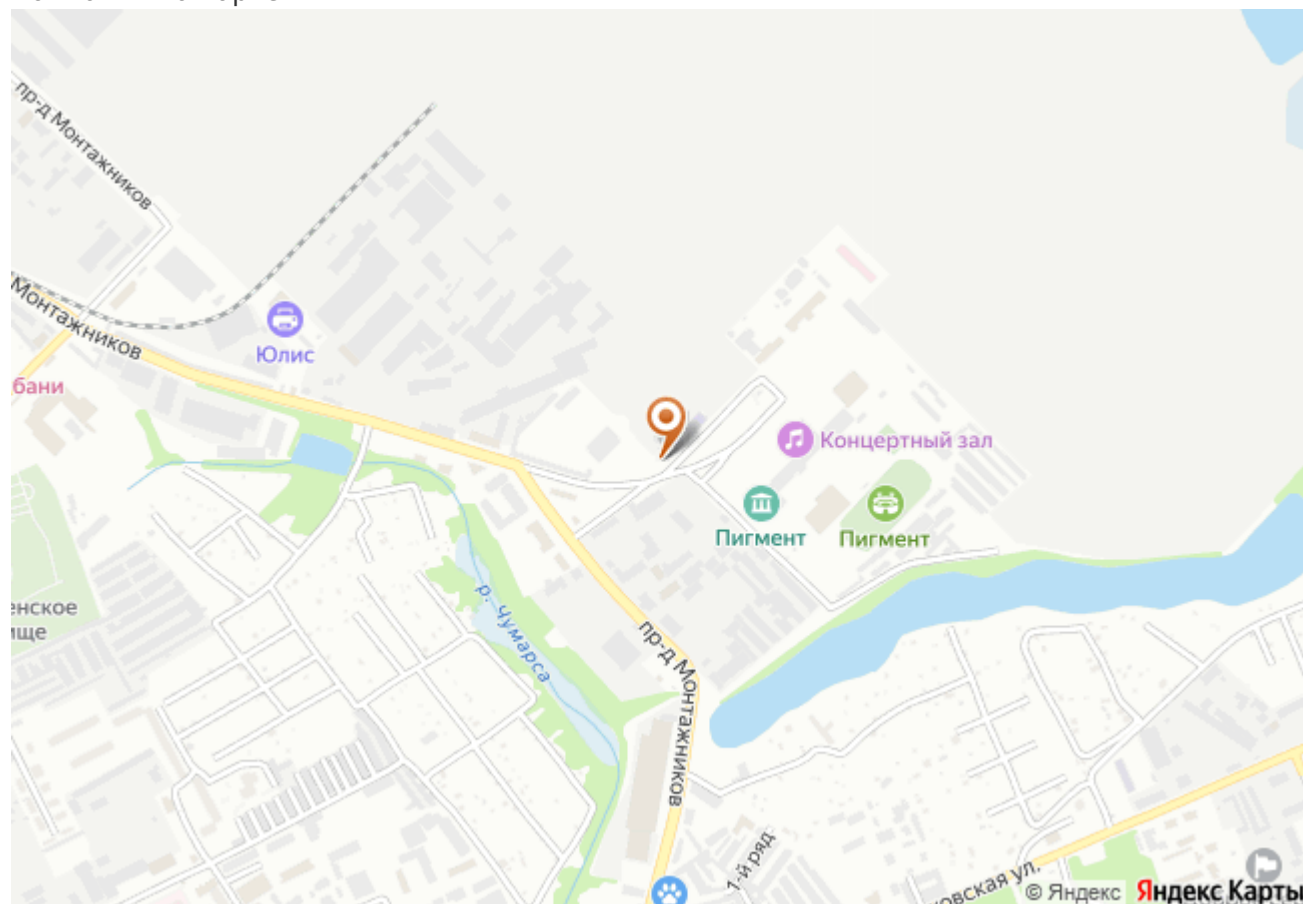 пр-д Монтажников
Монтажников
Юлис
бани
Концертный зал
Пигмент
Пигмент
енское
ище
р. Чумарса
пр-д Монтажников
1-й ряд
овская ул.
© Яндекс Яндекс Карты